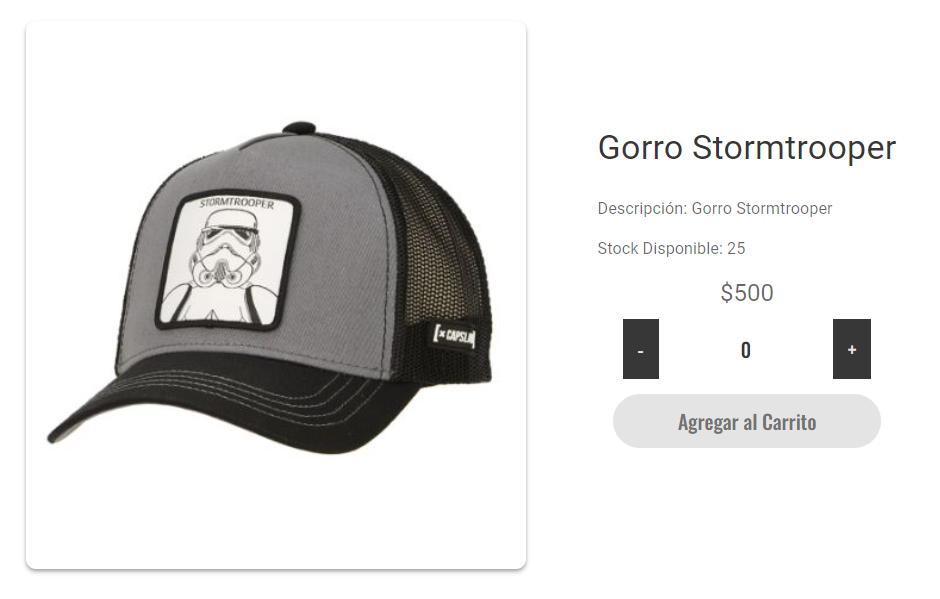 STORMTROOPER
[× CAPSLAB]
Gorro Stormtrooper
Descripción: Gorro Stormtrooper
Stock Disponible: 25
$500
- 0 +
Agregar al Carrito